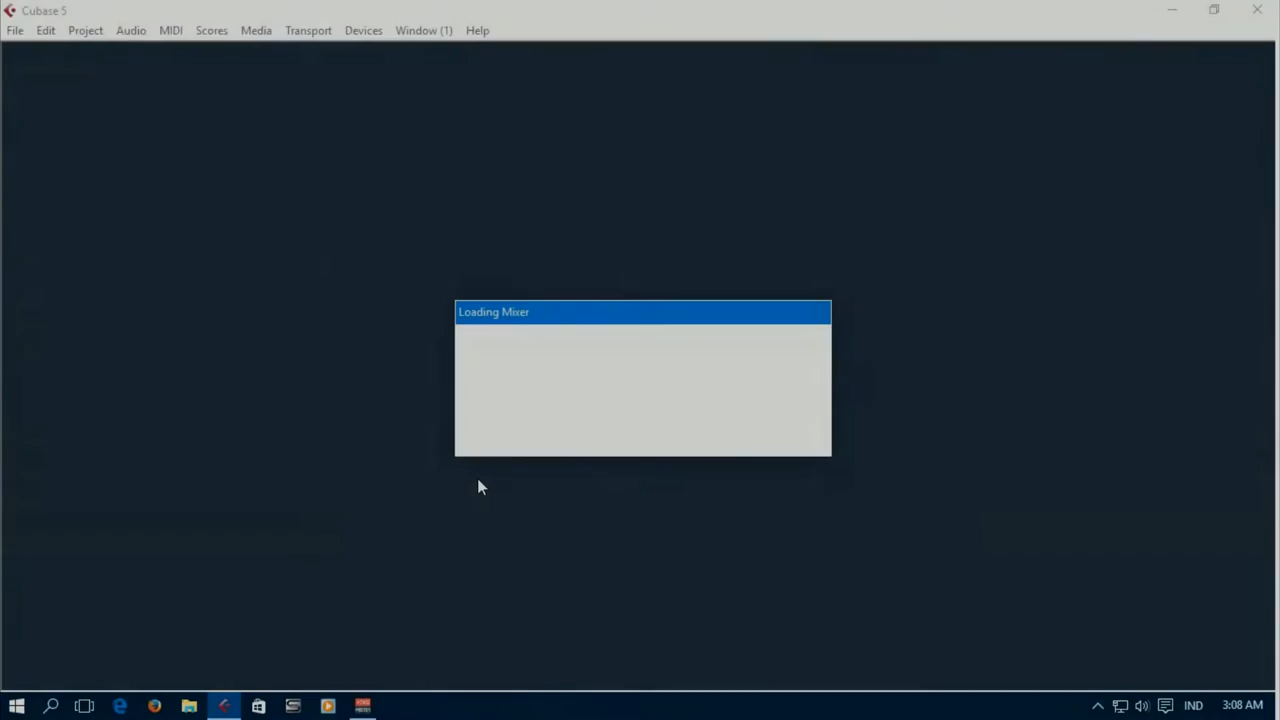 Cubase 5
File Edit Project Audio MIDI Scores Media Transport Devices Window (1) Help
Loading Mixer
IND 3:08 AM